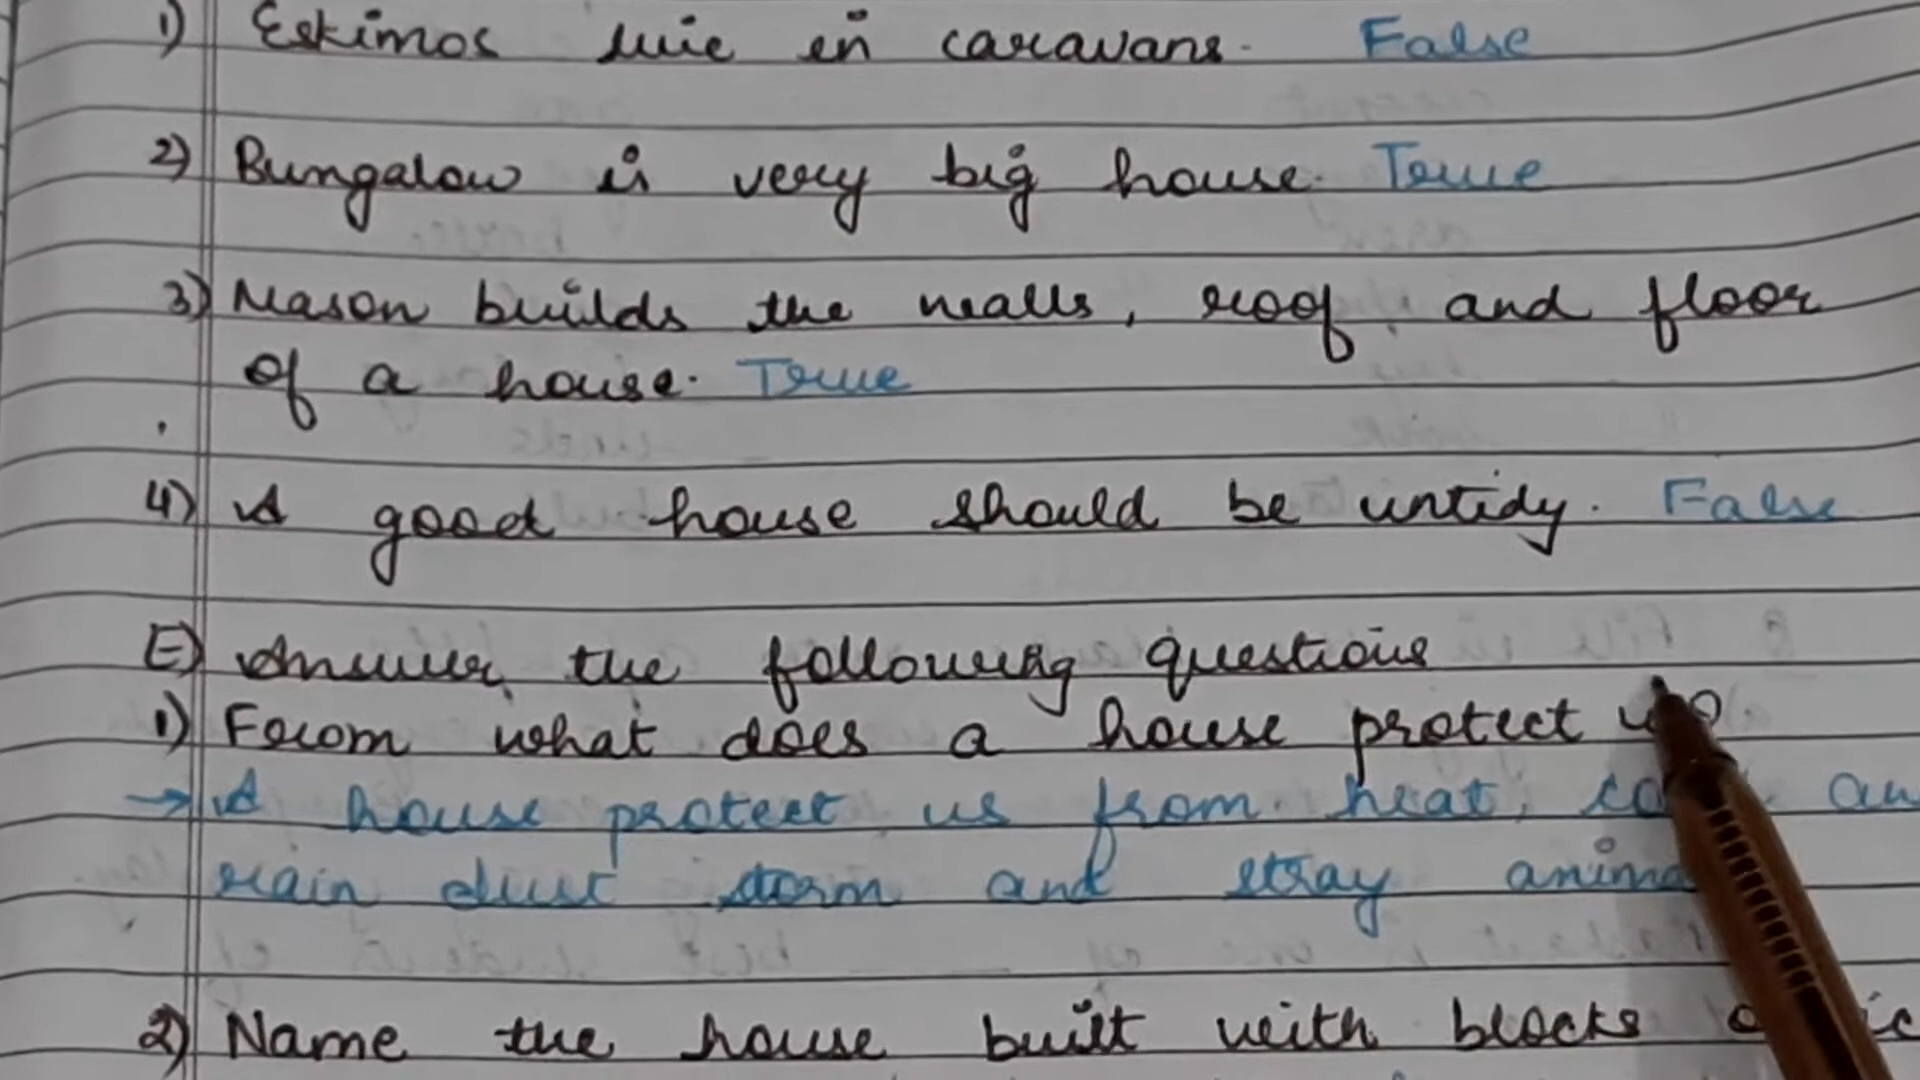 1) Eskimos live in caravans. False
2) Bungalow is very big house. True
3) Mason builds the walls, roof and floor
of a house. True
4) A good house should be untidy. False
E) Answer the following questions
1) From what does a house protect
→ A house protect us from heat,
rain dust storm and stray
2) Name the house built with blocks